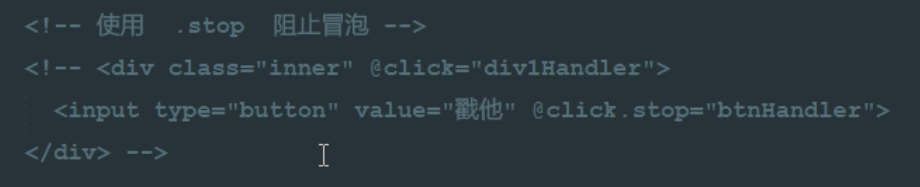 <!-- 使用  .stop  阻止冒泡 -->
<!-- <div class="inner" @click="div1Handler">
  <input type="button" value="戳他" @click.stop="btnHandler">
</div> -->